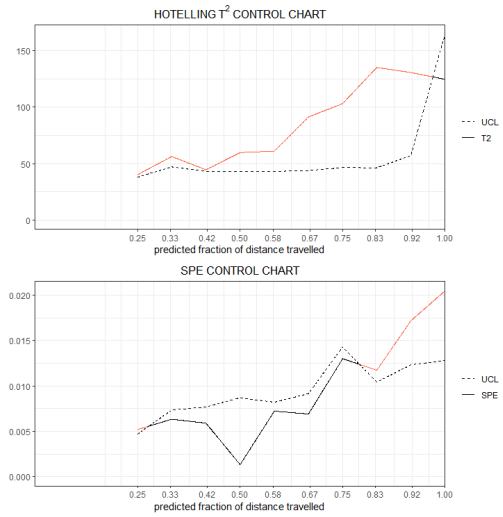 HOTELLING T² CONTROL CHART
150
100
50
0
UCL
T2
0.25 0.33 0.42 0.50 0.58 0.67 0.75 0.83 0.92 1.00
predicted fraction of distance travelled
SPE CONTROL CHART
0.020
0.015
0.010
0.005
0.000
UCL
SPE
0.25 0.33 0.42 0.50 0.58 0.67 0.75 0.83 0.92 1.00
predicted fraction of distance travelled